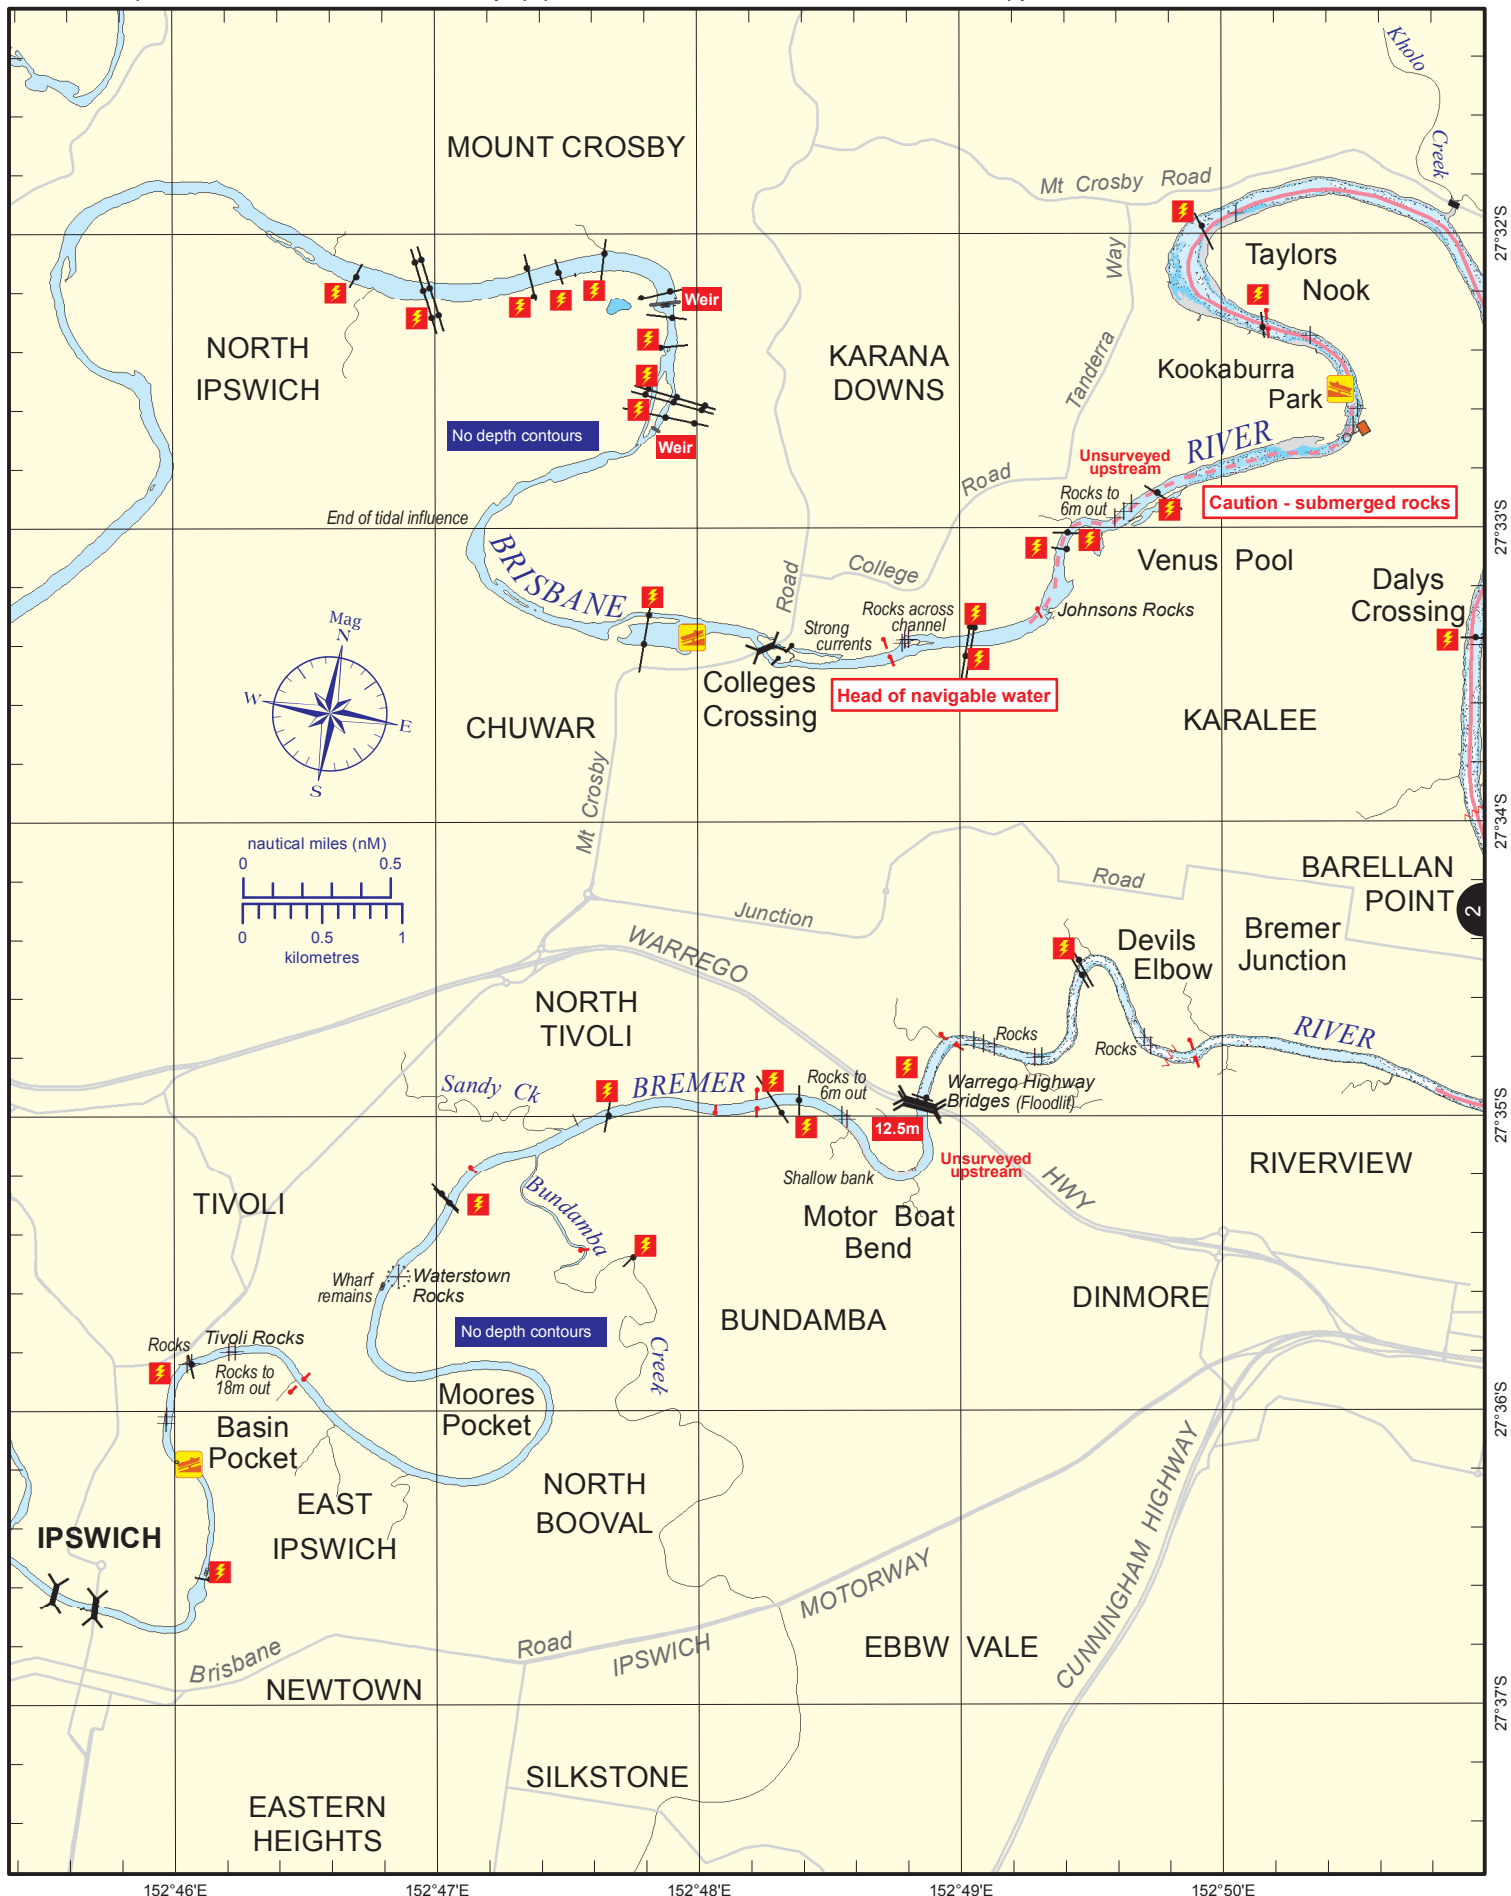 Kholo
Creek
MOUNT CROSBY
Mt Crosby Road
27°32'S
Taylors
Nook
Way
Weir
NORTH
IPSWICH
KARANA
DOWNS
Tanderra
Kookaburra
Park
No depth contours
Weir
RIVER
Unsurveyed
upstream
Road
Rocks to
6m out
Caution - submerged rocks
End of tidal influence
27°33'S
BRISBANE
Venus Pool
College
Road
Dalys
Crossing
Mag
N
W
E
S
Rocks across
channel
Johnsons Rocks
Strong
currents
Colleges
Crossing
Head of navigable water
CHUWAR
KARALEE
Mt Crosby
27°34'S
nautical miles (nM)
0
0.5
0
0.5
1
kilometres
BARELLAN
POINT
2
Road
Junction
WARREGO
Devils
Elbow
Bremer
Junction
NORTH
TIVOLI
Rocks
Rocks
RIVER
Sandy Ck
BREMER
Rocks to
6m out
Warrego Highway
Bridges (Floodlit)
12.5m
27°35'S
Shallow bank
Unsurveyed
upstream
RIVERVIEW
HWY
TIVOLI
Bundamba
Motor Boat
Bend
Wharf
remains
Waterstown
Rocks
DINMORE
No depth contours
BUNDAMBA
Creek
Rocks
Tivoli Rocks
Rocks to
18m out
Moores
Pocket
27°36'S
Basin
Pocket
CUNNINGHAM HIGHWAY
EAST
IPSWICH
NORTH
BOOVAL
IPSWICH
MOTORWAY
IPSWICH
Brisbane
Road
EBBW VALE
NEWTOWN
27°37'S
SILKSTONE
EASTERN
HEIGHTS
152°46'E
152°47'E
152°48'E
152°49'E
152°50'E